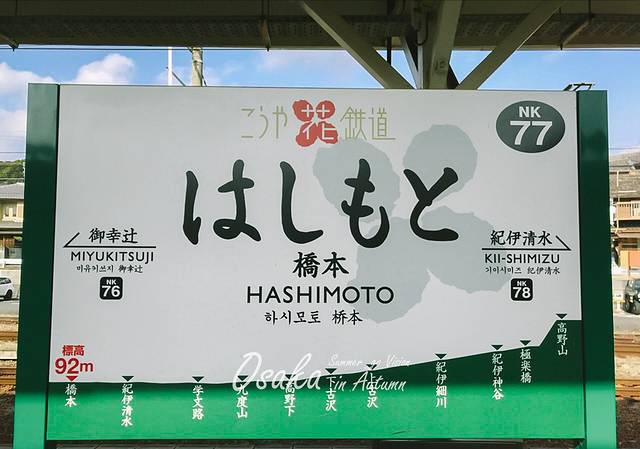 こうや花鉄道
NK
77
はしもと
橋本
HASHIMOTO
하시모토 桥本
御幸辻
MIYUKITSUJI
미유키쓰지 御幸辻
NK
76
紀伊清水
KII-SHIMIZU
기이시미즈 紀伊清水
NK
78
標高
92m
橋本
紀伊清水
学文路
九度山
高野下
下古沢
上古沢
紀伊細川
紀伊神谷
極楽橋
高野山
Osaka
Summer go Vision
in Autumn